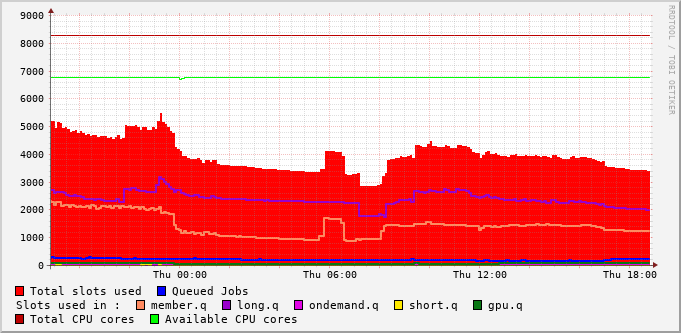 9000
8000
7000
6000
5000
4000
3000
2000
1000
0
Thu 00:00 Thu 06:00 Thu 12:00 Thu 18:00
Total slots used Queued Jobs
Slots used in : member.q long.q ondemand.q short.q gpu.q
Total CPU cores Available CPU cores
RRDTOOL / TOBI OETIKER